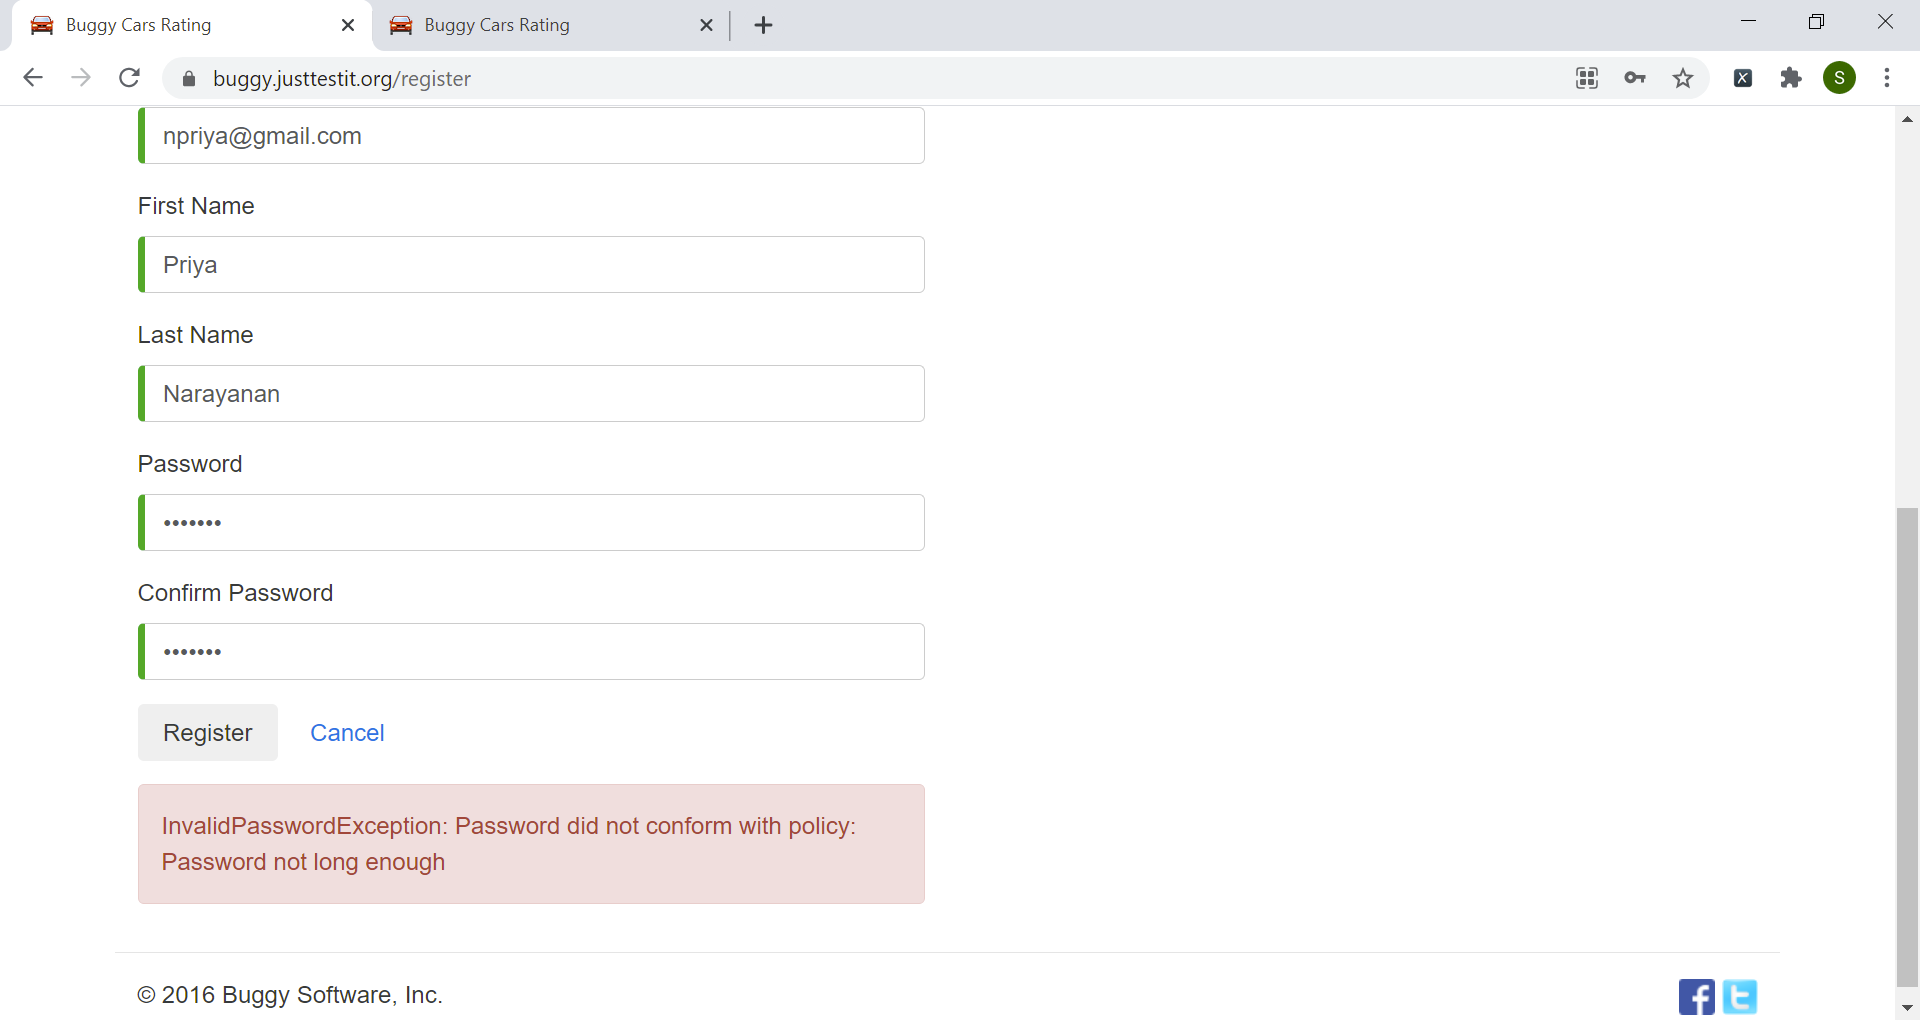 Buggy Cars Rating
Buggy Cars Rating
buggy.justtestit.org/register
X
S
npriya@gmail.com
First Name
Priya
Last Name
Narayanan
Password
•••••••
Confirm Password
•••••••
Register
Cancel
InvalidPasswordException: Password did not conform with policy:
Password not long enough
© 2016 Buggy Software, Inc.